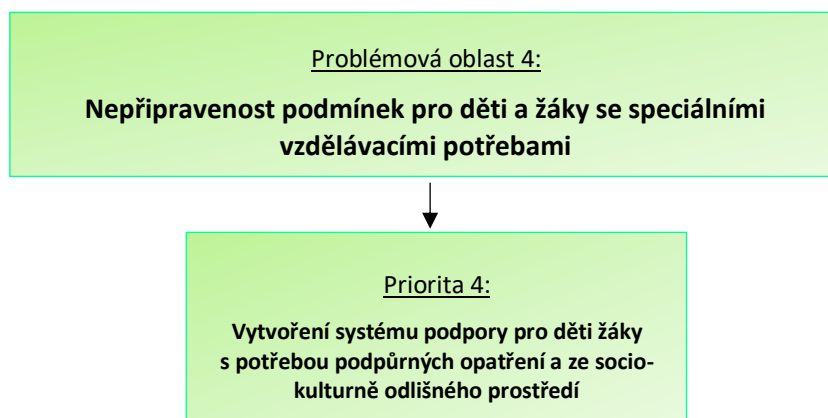 Problémová oblast 4:
Nepřipravenost podmínek pro děti a žáky se speciálními
vzdělávacími potřebami
Priorita 4:
Vytvoření systému podpory pro děti žáky
s potřebou podpůrných opatření a ze socio-
kulturně odlišného prostředí